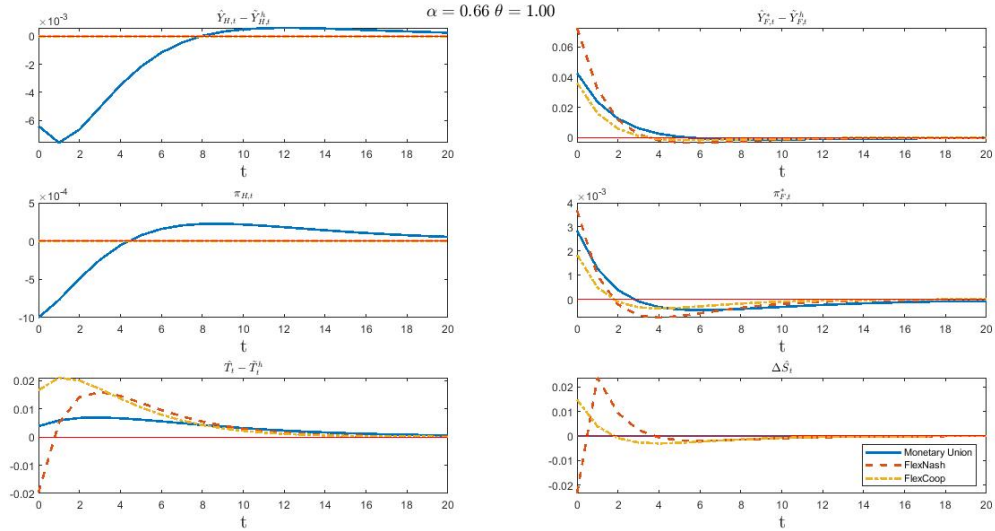 α = 0.66 θ = 1.00
Ŷ_{H,t} − Ỹ^h_{H,t}
×10^{-3}
0
-2
-4
-6
0 2 4 6 8 10 12 14 16 18 20
t
Ŷ^*_{F,t} − Ỹ^h_{F,t}
0.06
0.04
0.02
0
0 2 4 6 8 10 12 14 16 18 20
t
π_{H,t}
×10^{-4}
5
0
-5
-10
0 2 4 6 8 10 12 14 16 18 20
t
π^*_{F,t}
×10^{-3}
4
3
2
1
0
0 2 4 6 8 10 12 14 16 18 20
t
T̂_t − T̃^h_t
0.02
0.01
0
-0.01
-0.02
0 2 4 6 8 10 12 14 16 18 20
t
ΔŜ_t
0.02
0.01
0
-0.01
-0.02
0 2 4 6 8 10 12 14 16 18 20
t
Monetary Union
FlexNash
FlexCoop